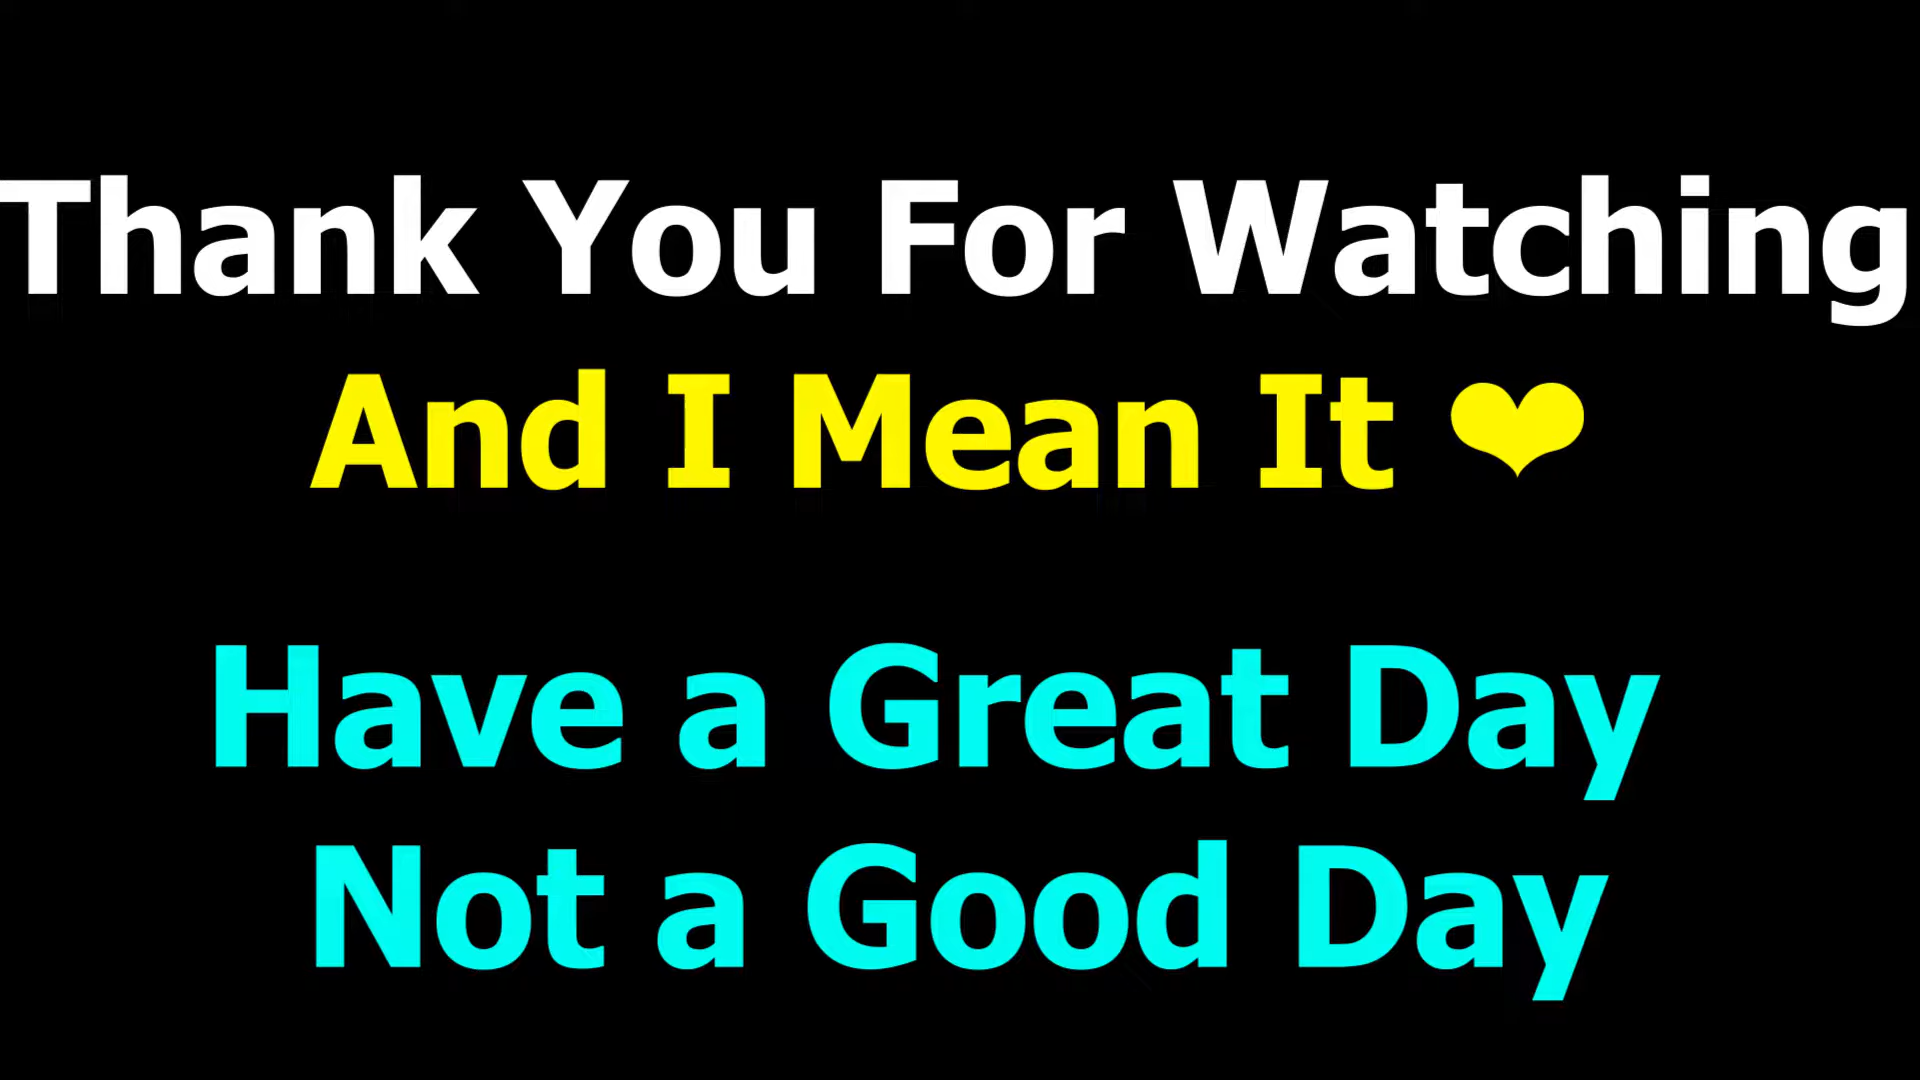 Thank You For Watching
And I Mean It ❤
Have a Great Day
Not a Good Day